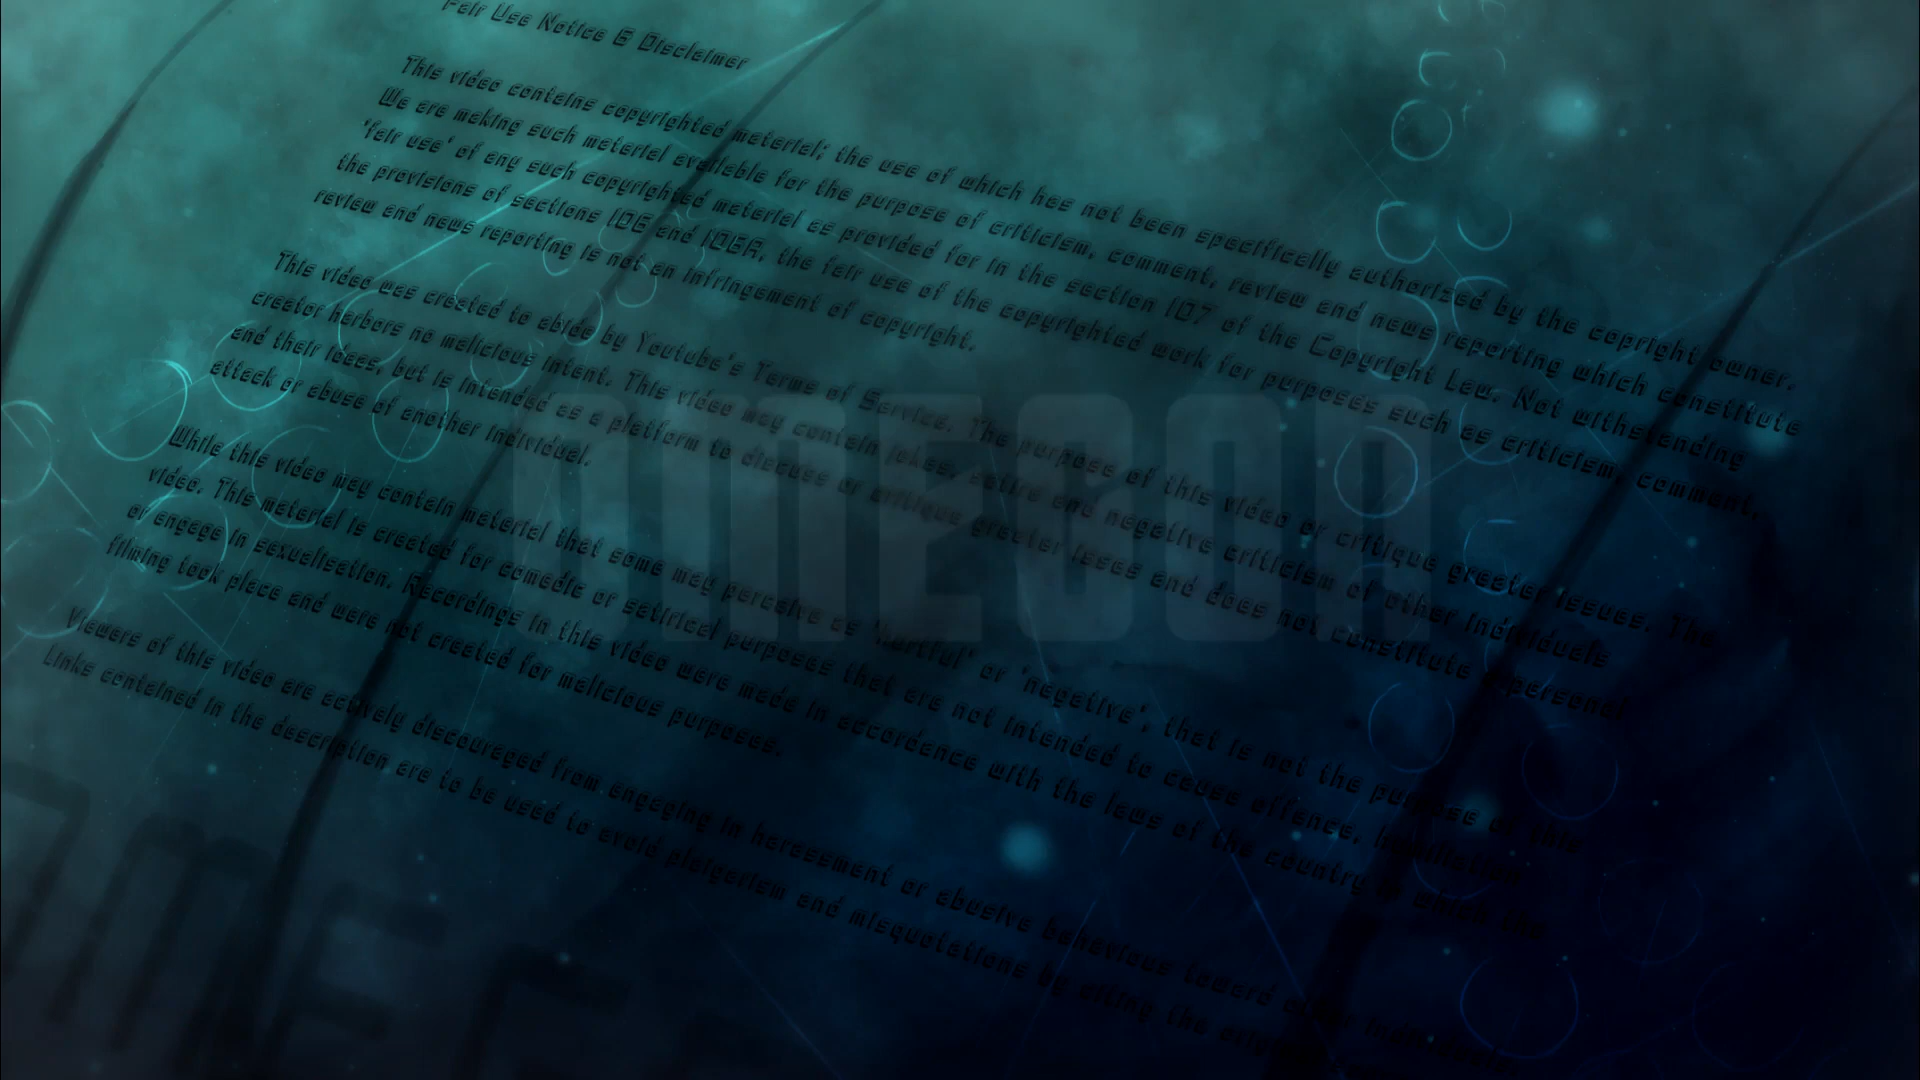 Fair Use Notice & Disclaimer
This video contains copyrighted material; the use of which has not been specifically authorized by the copright owner.
We are making such material available for the purpose of criticism, comment, review and news reporting which constitute
'fair use' of any such copyrighted material as provided for in the section 107 of the Copyright Law. Not withstanding
the provisions of sections 106 and 106A, the fair use of the copyrighted work for purposes such as criticism, comment,
review and news reporting is not an infringement of copyright.
This video was created to abide by Youtube's Terms of Service. The purpose of this video or critique greater issues. The
creator harbors no malicious intent. This video may contain jokes, satire and negative criticism of other individuals
and their ideas, but is intended as a platform to discuss or critique greater isses and does not constitute a personal
attack or abuse of another individual.
While this video may contain material that some may perceive as 'hurtful' or 'negative', that is not the purpose of this
video. This material is created for comedic or satirical purposes that are not intended to cause
or engage in sexualisation. Recordings in this video were made in accordance with the laws of the country of which the
filming took place and were not created for malicious purposes.
Viewers of this video are actively discouraged from engaging in harassment or abusive behavious toward
Links contained in the description are to be used to avoid and misquotations by citing the
OMEGON